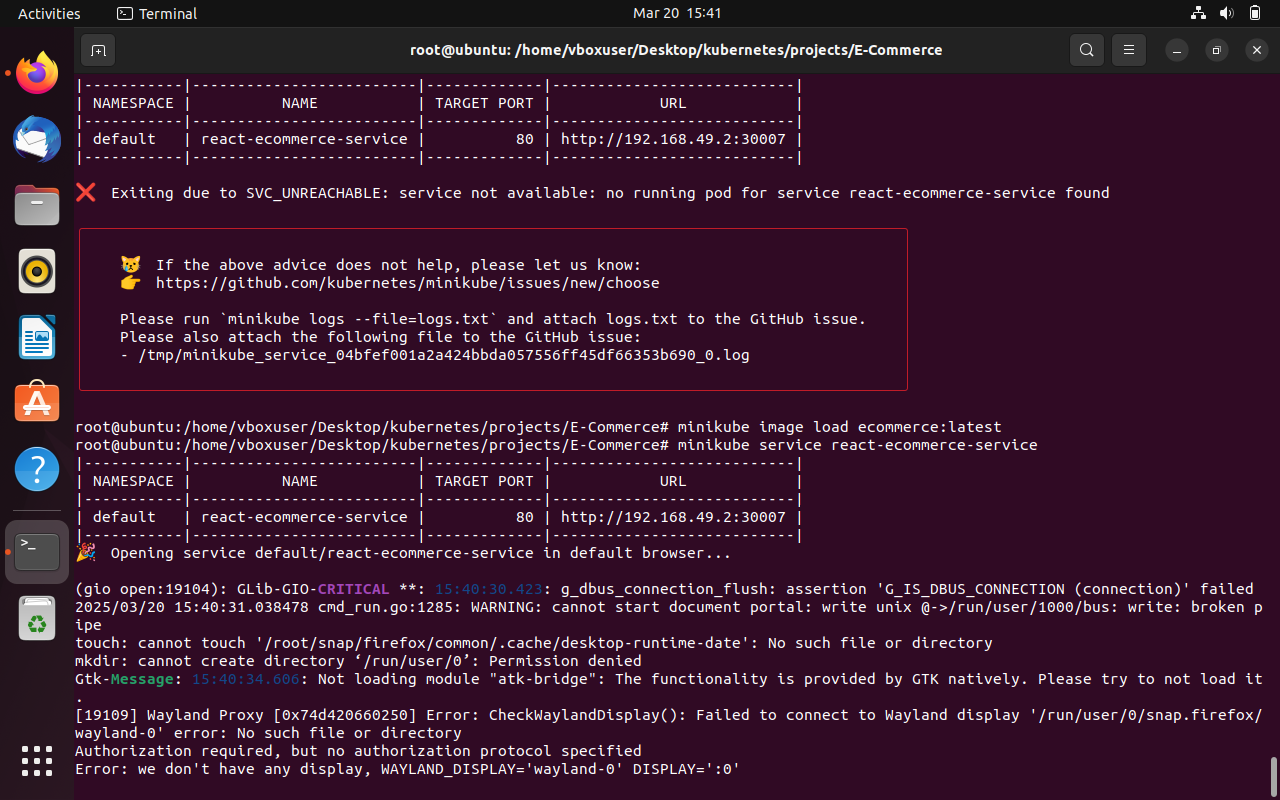 Activities
Terminal
Mar 20 15:41
root@ubuntu: /home/vboxuser/Desktop/kubernetes/projects/E-Commerce
|-----------|-------------------------|-------------|---------------------------|
| NAMESPACE |          NAME           | TARGET PORT |            URL            |
|-----------|-------------------------|-------------|---------------------------|
| default   | react-ecommerce-service |          80 | http://192.168.49.2:30007 |
|-----------|-------------------------|-------------|---------------------------|
❌ Exiting due to SVC_UNREACHABLE: service not available: no running pod for service react-ecommerce-service found
😿 If the above advice does not help, please let us know:
👉 https://github.com/kubernetes/minikube/issues/new/choose
Please run `minikube logs --file=logs.txt` and attach logs.txt to the GitHub issue.
Please also attach the following file to the GitHub issue:
- /tmp/minikube_service_04bfef001a2a424bbda057556ff45df66353b690_0.log
root@ubuntu:/home/vboxuser/Desktop/kubernetes/projects/E-Commerce# minikube image load ecommerce:latest
root@ubuntu:/home/vboxuser/Desktop/kubernetes/projects/E-Commerce# minikube service react-ecommerce-service
|-----------|-------------------------|-------------|---------------------------|
| NAMESPACE |          NAME           | TARGET PORT |            URL            |
|-----------|-------------------------|-------------|---------------------------|
| default   | react-ecommerce-service |          80 | http://192.168.49.2:30007 |
|-----------|-------------------------|-------------|---------------------------|
🎉 Opening service default/react-ecommerce-service in default browser...
(gio open:19104): GLib-GIO-CRITICAL **: 15:40:30.423: g_dbus_connection_flush: assertion 'G_IS_DBUS_CONNECTION (connection)' failed
2025/03/20 15:40:31.038478 cmd_run.go:1285: WARNING: cannot start document portal: write unix @->/run/user/1000/bus: write: broken p
ipe
touch: cannot touch '/root/snap/firefox/common/.cache/desktop-runtime-date': No such file or directory
mkdir: cannot create directory ‘/run/user/0’: Permission denied
Gtk-Message: 15:40:34.606: Not loading module "atk-bridge": The functionality is provided by GTK natively. Please try to not load it
.
[19109] Wayland Proxy [0x74d420660250] Error: CheckWaylandDisplay(): Failed to connect to Wayland display '/run/user/0/snap.firefox/
wayland-0' error: No such file or directory
Authorization required, but no authorization protocol specified
Error: we don't have any display, WAYLAND_DISPLAY='wayland-0' DISPLAY=':0'